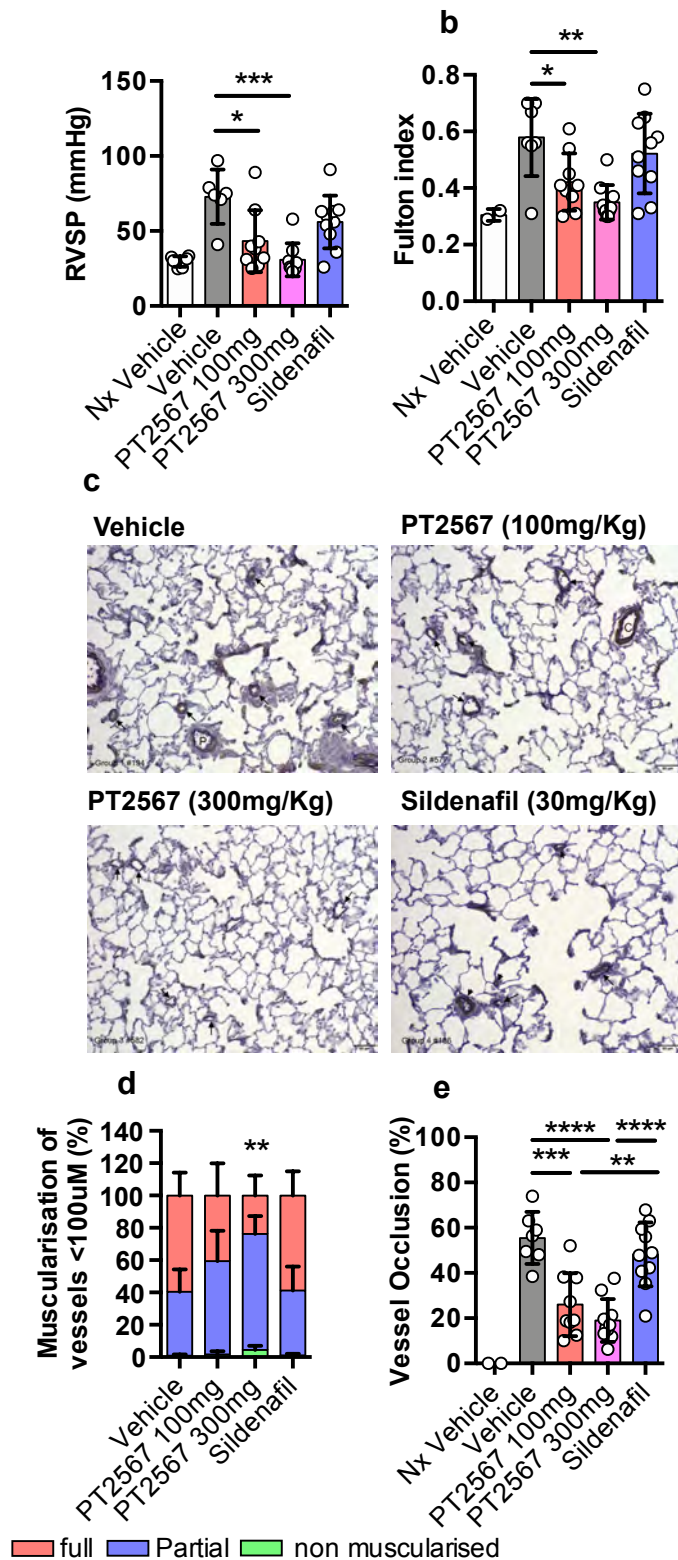 b
RVSP (mmHg)
150
100
50
0
***
*
Nx Vehicle
Vehicle
PT2567 100mg
PT2567 300mg
Sildenafil
Fulton index
0.8
0.6
0.4
0.2
0.0
**
*
Nx Vehicle
Vehicle
PT2567 100mg
PT2567 300mg
Sildenafil
c
Vehicle
PT2567 (100mg/Kg)
P
Group 1 #194
C
PT2567 (300mg/Kg)
Sildenafil (30mg/Kg)
d
Muscularisation of
vessels <100uM (%)
140
120
100
80
60
40
20
0
**
Vehicle
PT2567 100mg
PT2567 300mg
Sildenafil
e
Vessel Occlusion (%)
100
80
60
40
20
0
**** ****
*** **
Nx Vehicle
Vehicle
PT2567 100mg
PT2567 300mg
Sildenafil
full Partial non muscularised